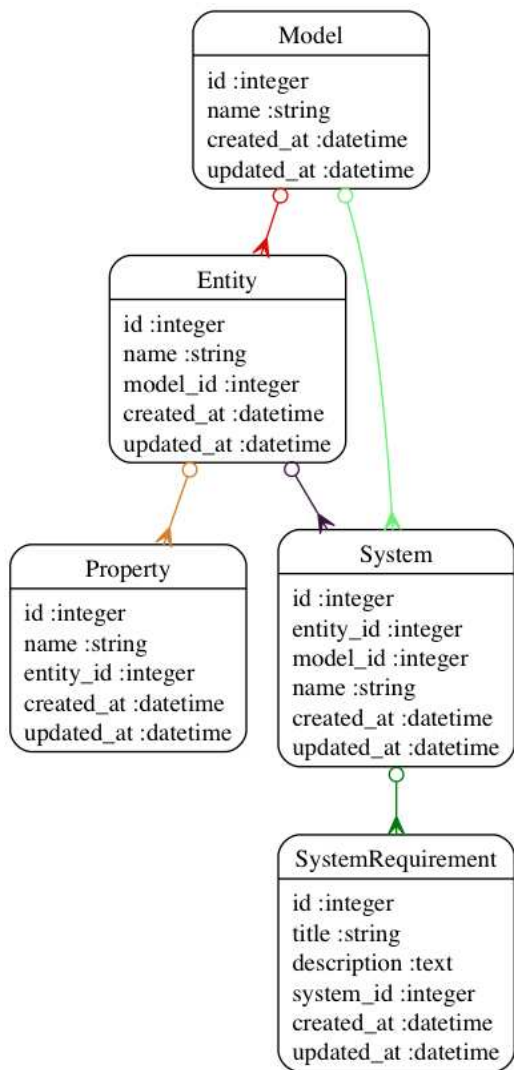 Model
id :integer
name :string
created_at :datetime
updated_at :datetime
Entity
id :integer
name :string
model_id :integer
created_at :datetime
updated_at :datetime
Property
id :integer
name :string
entity_id :integer
created_at :datetime
updated_at :datetime
System
id :integer
entity_id :integer
model_id :integer
name :string
created_at :datetime
updated_at :datetime
SystemRequirement
id :integer
title :string
description :text
system_id :integer
created_at :datetime
updated_at :datetime